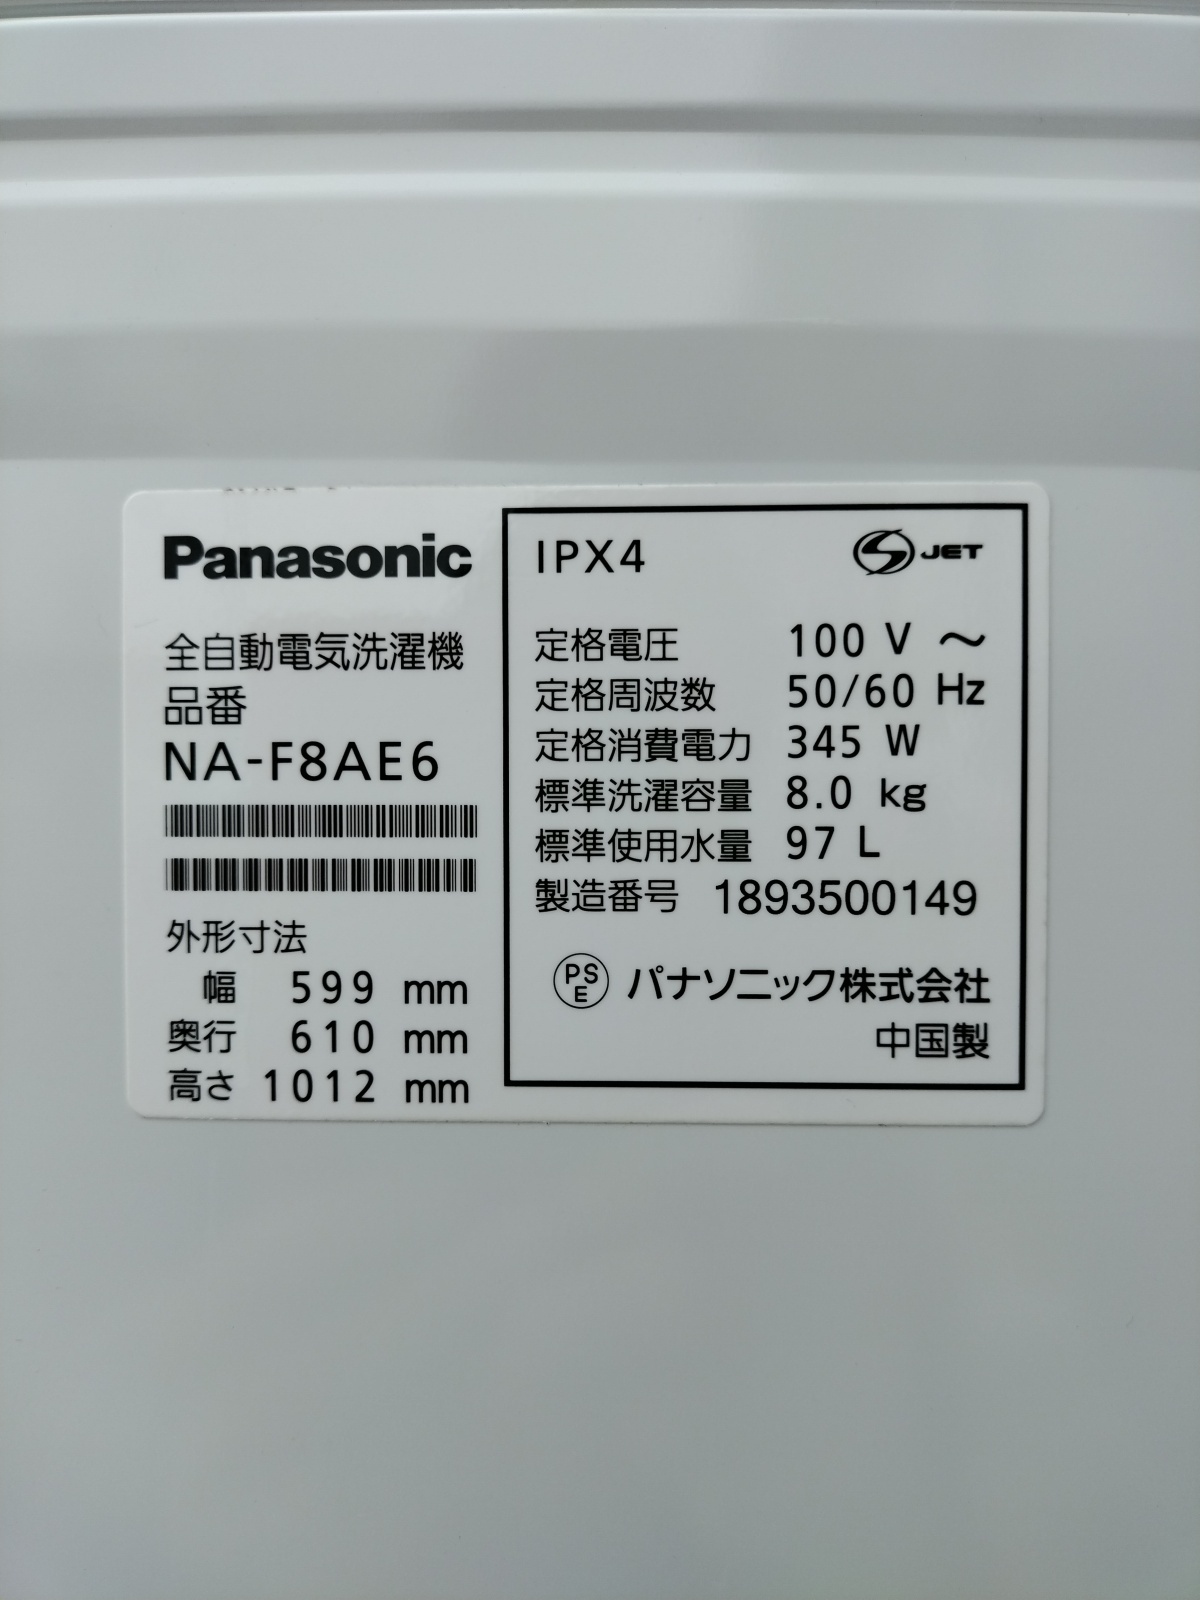 Panasonic
全自動電気洗濯機
品番
NA-F8AE6
外形寸法
幅 599 mm
奥行 610 mm
高さ 1012 mm
IPX4
JET
定格電圧 100 V ～
定格周波数 50/60 Hz
定格消費電力 345 W
標準洗濯容量 8.0 kg
標準使用水量 97 L
製造番号 1893500149
PSE パナソニック株式会社
中国製